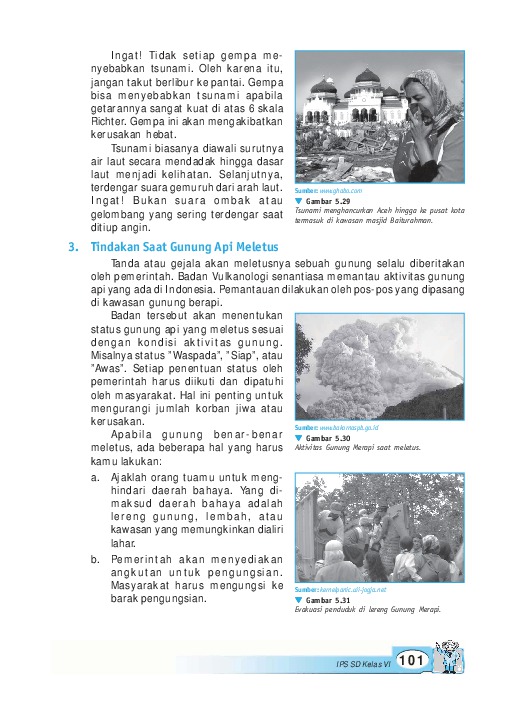 Ingat! Tidak setiap gempa me-
nyebabkan tsunami. Oleh karena itu,
jangan takut berlibur ke pantai. Gempa
bisa menyebabkan tsunami apabila
getarannya sangat kuat di atas 6 skala
Richter. Gempa ini akan mengakibatkan
kerusakan hebat.
Tsunami biasanya diawali surutnya
air laut secara mendadak hingga dasar
laut menjadi kelihatan. Selanjutnya,
terdengar suara gemuruh dari arah laut.
Ingat! Bukan suara ombak atau
gelombang yang sering terdengar saat
ditiup angin.
Sumber: www.ghabo.com
▼ Gambar 5.29
Tsunami menghancurkan Aceh hingga ke pusat kota
termasuk di kawasan masjid Baiturahman.
3. Tindakan Saat Gunung Api Meletus
Tanda atau gejala akan meletusnya sebuah gunung selalu diberitakan
oleh pemerintah. Badan Vulkanologi senantiasa memantau aktivitas gunung
api yang ada di Indonesia. Pemantauan dilakukan oleh pos-pos yang dipasang
di kawasan gunung berapi.
Badan tersebut akan menentukan
status gunung api yang meletus sesuai
dengan kondisi aktivitas gunung.
Misalnya status "Waspada", "Siap", atau
"Awas". Setiap penentuan status oleh
pemerintah harus diikuti dan dipatuhi
oleh masyarakat. Hal ini penting untuk
mengurangi jumlah korban jiwa atau
kerusakan.
Apabila gunung benar-benar
meletus, ada beberapa hal yang harus
kamu lakukan:
a. Ajaklah orang tuamu untuk meng-
hindari daerah bahaya. Yang di-
maksud daerah bahaya adalah
lereng gunung, lembah, atau
kawasan yang memungkinkan dialiri
lahar.
b. Pemerintah akan menyediakan
angkutan untuk pengungsian.
Masyarakat harus mengungsi ke
barak pengungsian.
Sumber: www.bakornaspb.go.id
▼ Gambar 5.30
Aktivitas Gunung Merapi saat meletus.
Sumber: kernelpanic.uii-jogja.net
▼ Gambar 5.31
Evakuasi penduduk di lereng Gunung Merapi.
IPS SD Kelas VI 101